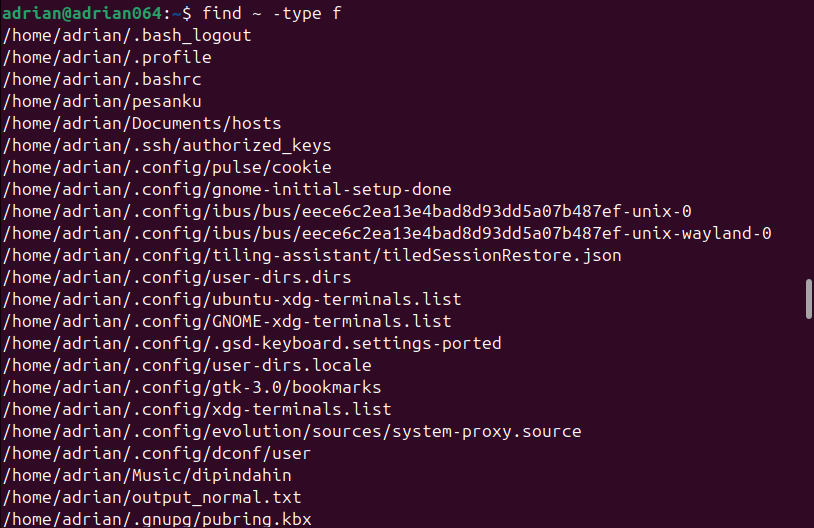 adrian@adrian064:~$ find ~ -type f
/home/adrian/.bash_logout
/home/adrian/.profile
/home/adrian/.bashrc
/home/adrian/pesanku
/home/adrian/Documents/hosts
/home/adrian/.ssh/authorized_keys
/home/adrian/.config/pulse/cookie
/home/adrian/.config/gnome-initial-setup-done
/home/adrian/.config/ibus/bus/eece6c2ea13e4bad8d93dd5a07b487ef-unix-0
/home/adrian/.config/ibus/bus/eece6c2ea13e4bad8d93dd5a07b487ef-unix-wayland-0
/home/adrian/.config/tiling-assistant/tiledSessionRestore.json
/home/adrian/.config/user-dirs.dirs
/home/adrian/.config/ubuntu-xdg-terminals.list
/home/adrian/.config/GNOME-xdg-terminals.list
/home/adrian/.config/.gsd-keyboard.settings-ported
/home/adrian/.config/user-dirs.locale
/home/adrian/.config/gtk-3.0/bookmarks
/home/adrian/.config/xdg-terminals.list
/home/adrian/.config/evolution/sources/system-proxy.source
/home/adrian/.config/dconf/user
/home/adrian/Music/dipindahin
/home/adrian/output_normal.txt
/home/adrian/.gnupg/pubring.kbx